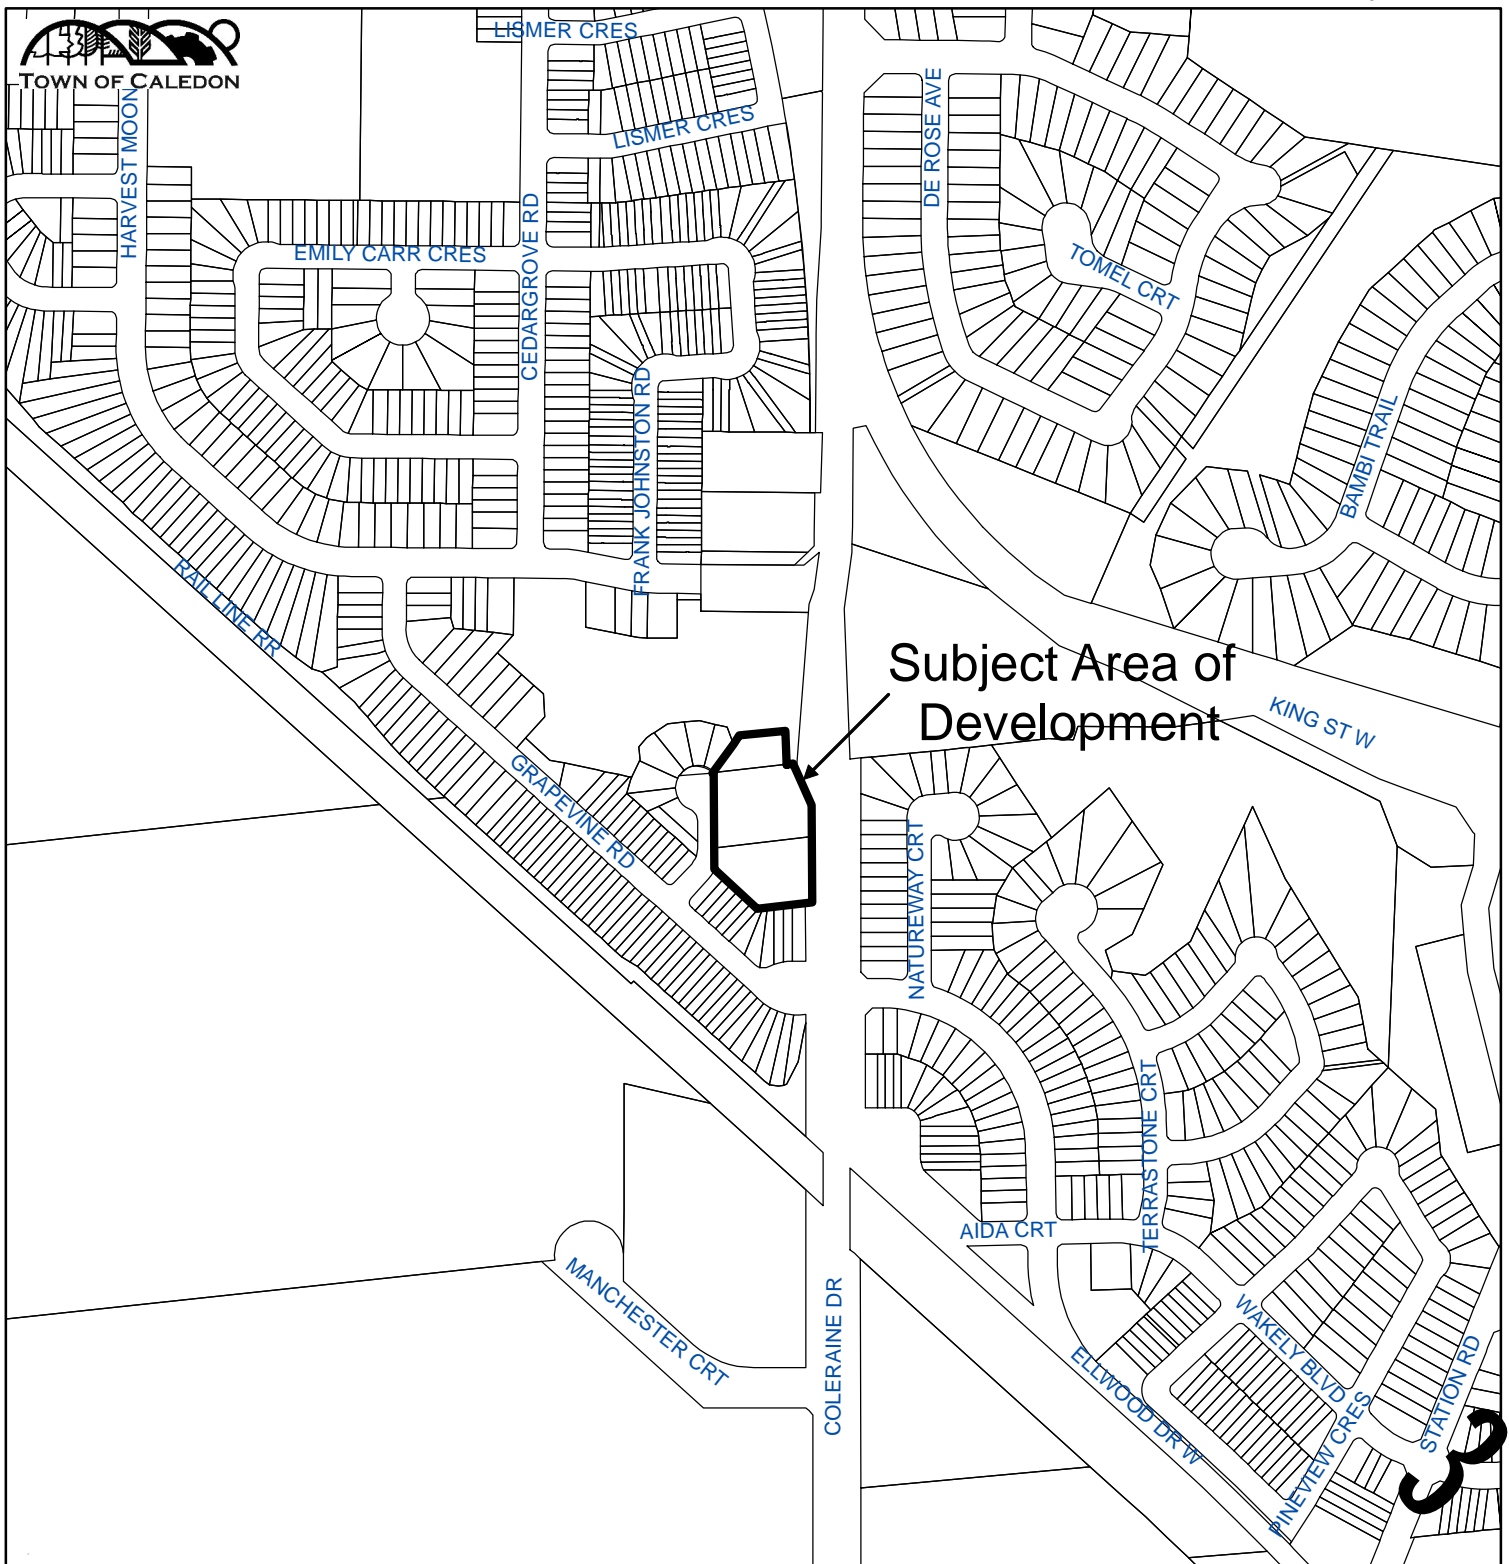 TOWN OF CALEDON
LISMER CRES
LISMER CRES
HARVEST MOON
DE ROSE AVE
EMILY CARR CRES
CEDARGROVE RD
TOMEL CRT
FRANK JOHNSTON RD
BAMBI TRAIL
RAIL LINE RR
Subject Area of
Development
KING ST W
GRAPEVINE RD
NATUREWAY CRT
TERRASTONE CRT
AIDA CRT
MANCHESTER CRT
COLERAINE DR
WAKELY BLVD
ELLWOOD DR W
STATION RD
PINEVIEW CRES